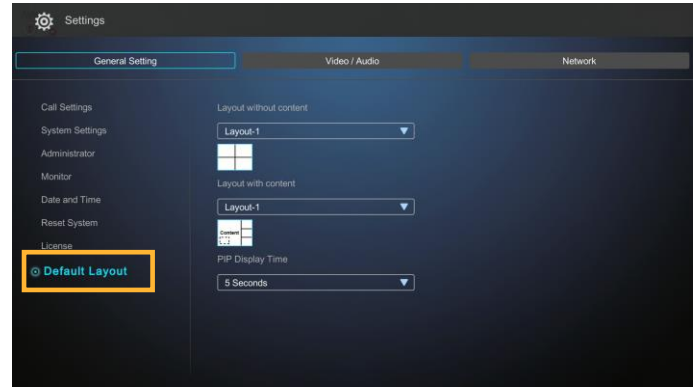 Settings
General Setting
Video / Audio
Network
Call Settings
System Settings
Administrator
Monitor
Date and Time
Reset System
License
Default Layout
Layout without content
Layout-1
Layout with content
Layout-1
Content
PIP Display Time
5 Seconds